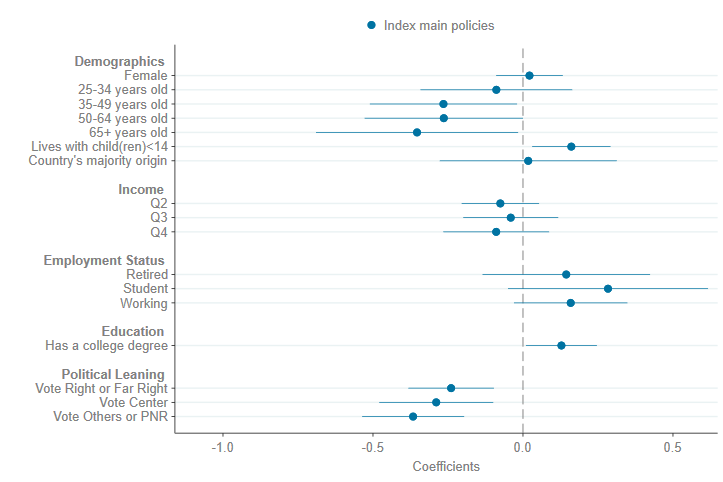 Index main policies
Demographics
Female
25-34 years old
35-49 years old
50-64 years old
65+ years old
Lives with child(ren)<14
Country's majority origin
Income
Q2
Q3
Q4
Employment Status
Retired
Student
Working
Education
Has a college degree
Political Leaning
Vote Right or Far Right
Vote Center
Vote Others or PNR
-1.0 -0.5 0.0 0.5
Coefficients